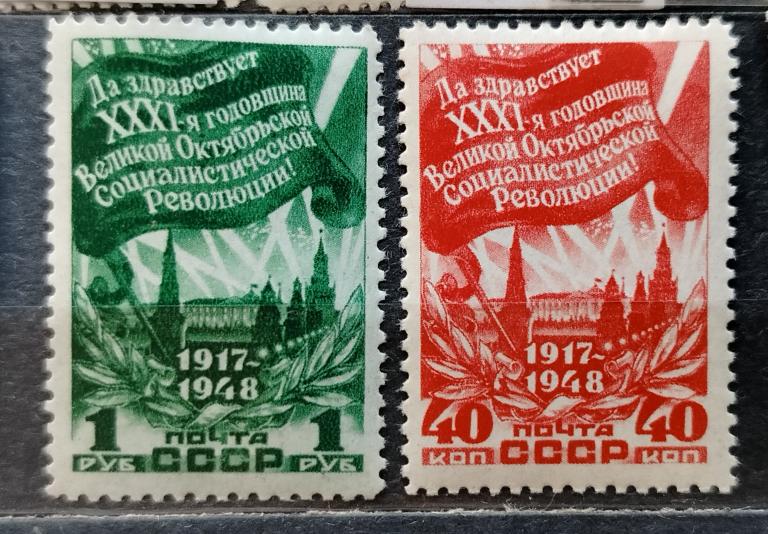 Да здравствует
XXXI-я годовщина
Великой Октябрьской
Социалистической
Революции!
1917-
1948
1 ПОЧТА 1
РУБ СССР РУБ
Да здравствует
XXXI-я годовщина
Великой Октябрьской
Социалистической
Революции!
1917-
1948
40 ПОЧТА 40
КОП СССР КОП